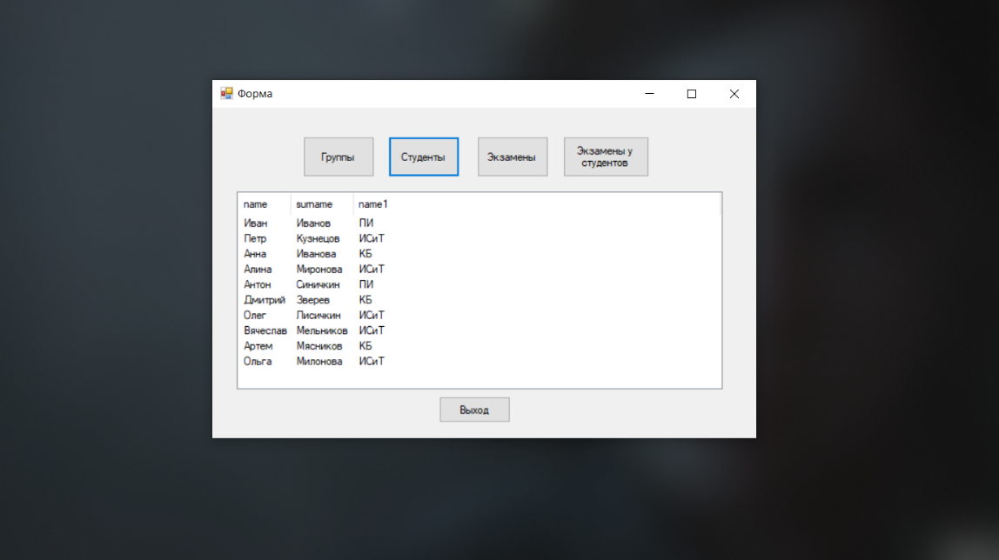 Форма
Группы Студенты Экзамены Экзамены у
студентов
name surname name1
Иван Иванов ПИ
Петр Кузнецов ИСиТ
Анна Иванова КБ
Алина Миронова ИСиТ
Антон Синичкин ПИ
Дмитрий Зверев КБ
Олег Лисичкин ИСиТ
Вячеслав Мельников ИСиТ
Артем Мясников КБ
Ольга Милонова ИСиТ
Выход